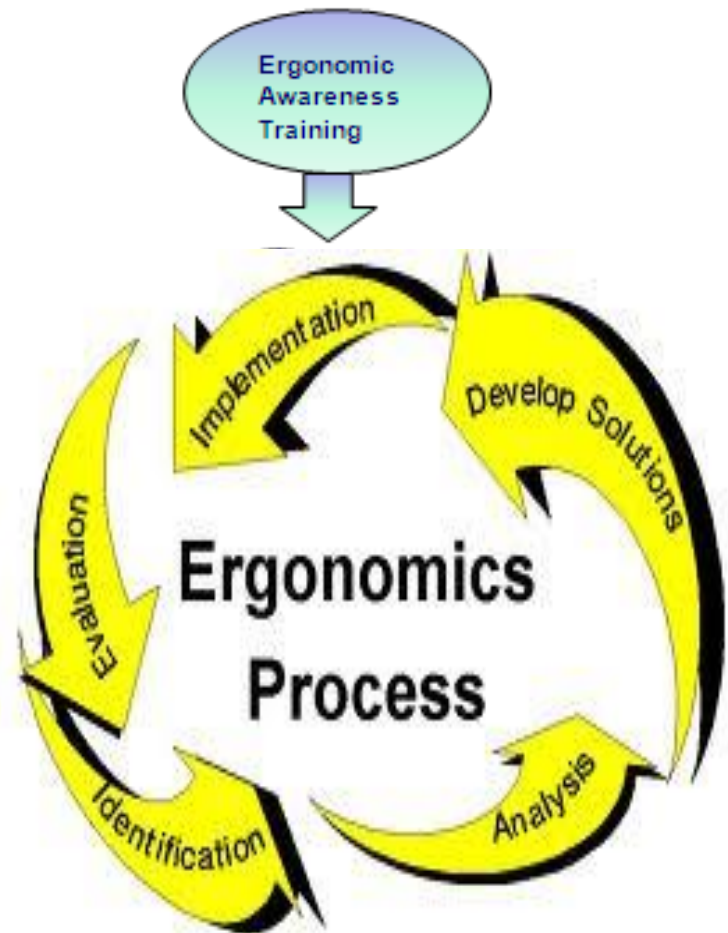 Ergonomic
Awareness
Training
Implementation
Develop Solutions
Evaluation
Ergonomics
Process
Identification
Analysis